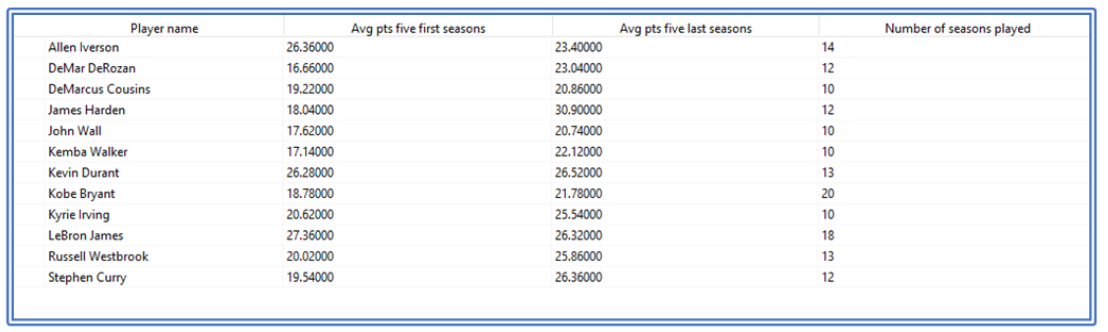 Player name Avg pts five first seasons Avg pts five last seasons Number of seasons played
Allen Iverson 26.36000 23.40000 14
DeMar DeRozan 16.66000 23.04000 12
DeMarcus Cousins 19.22000 20.86000 10
James Harden 18.04000 30.90000 12
John Wall 17.62000 20.74000 10
Kemba Walker 17.14000 22.12000 10
Kevin Durant 26.28000 26.52000 13
Kobe Bryant 18.78000 21.78000 20
Kyrie Irving 20.62000 25.54000 10
LeBron James 27.36000 26.32000 18
Russell Westbrook 20.02000 25.86000 13
Stephen Curry 19.54000 26.36000 12